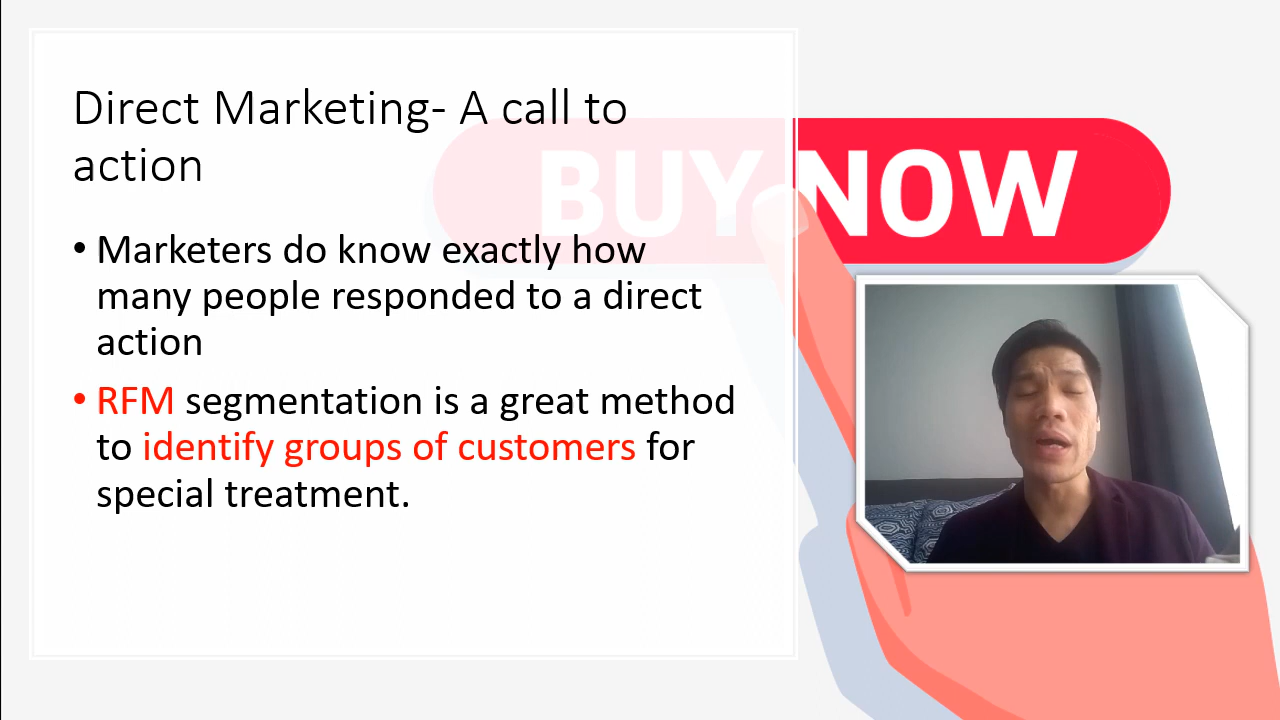 Direct Marketing- A call to
action
BUY NOW
• Marketers do know exactly how
many people responded to a direct
action
• RFM segmentation is a great method
to identify groups of customers for
special treatment.